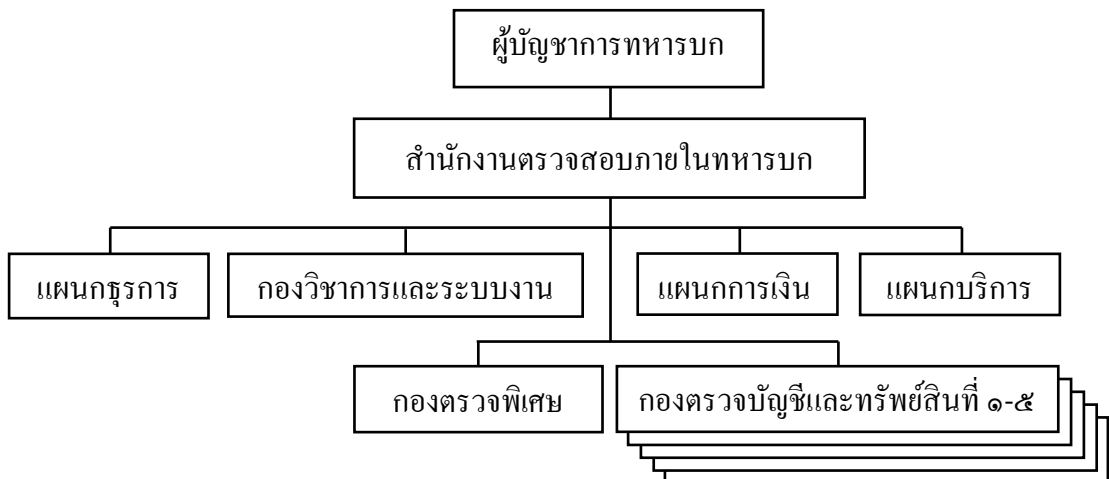 ผู้บัญชาการทหารบก
สำนักงานตรวจสอบภายในทหารบก
แผนกธุรการ
กองวิชาการและระบบงาน
แผนกการเงิน
แผนกบริการ
กองตรวจพิเศษ
กองตรวจบัญชีและทรัพย์สินที่ ๑-๕